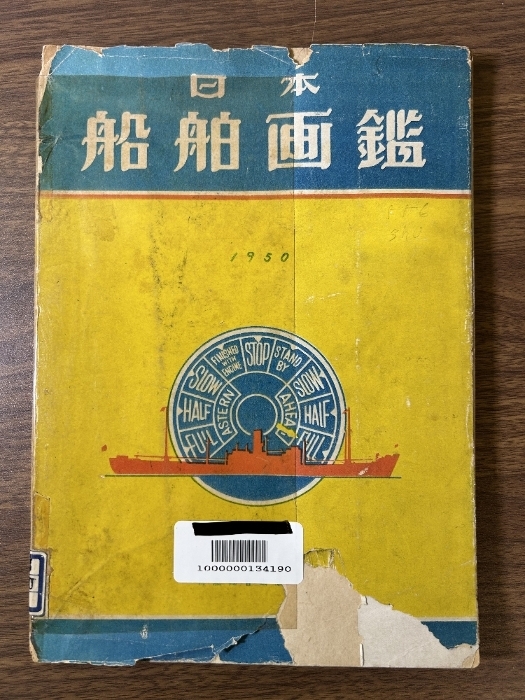 日本
船舶画鑑
1950
FINISHED
WITH
ENGINE
STOP
STAND
BY
SLOW
SLOW
HALF
HALF
FULL
FULL
ASTERN
AHEAD
1000000134190